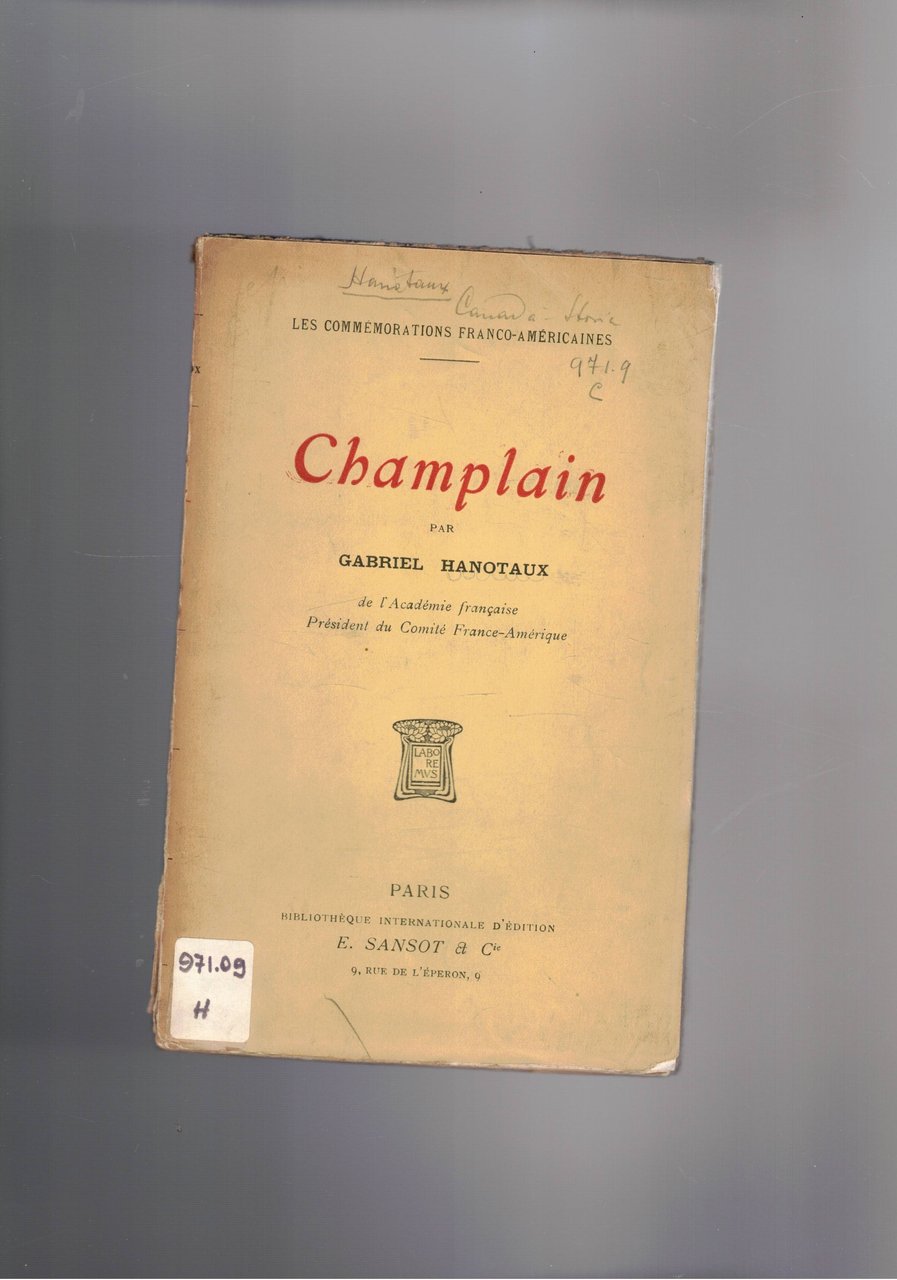 Hanotaux
Canada - Storia
LES COMMÉMORATIONS FRANCO-AMÉRICAINES
971.9
C
Champlain
PAR
GABRIEL HANOTAUX
de l'Académie française
Président du Comité France-Amérique
LABO
RE
MVS
PARIS
BIBLIOTHÈQUE INTERNATIONALE D'ÉDITION
E. SANSOT & Cie
9, RUE DE L'ÉPERON, 9
971.09
H